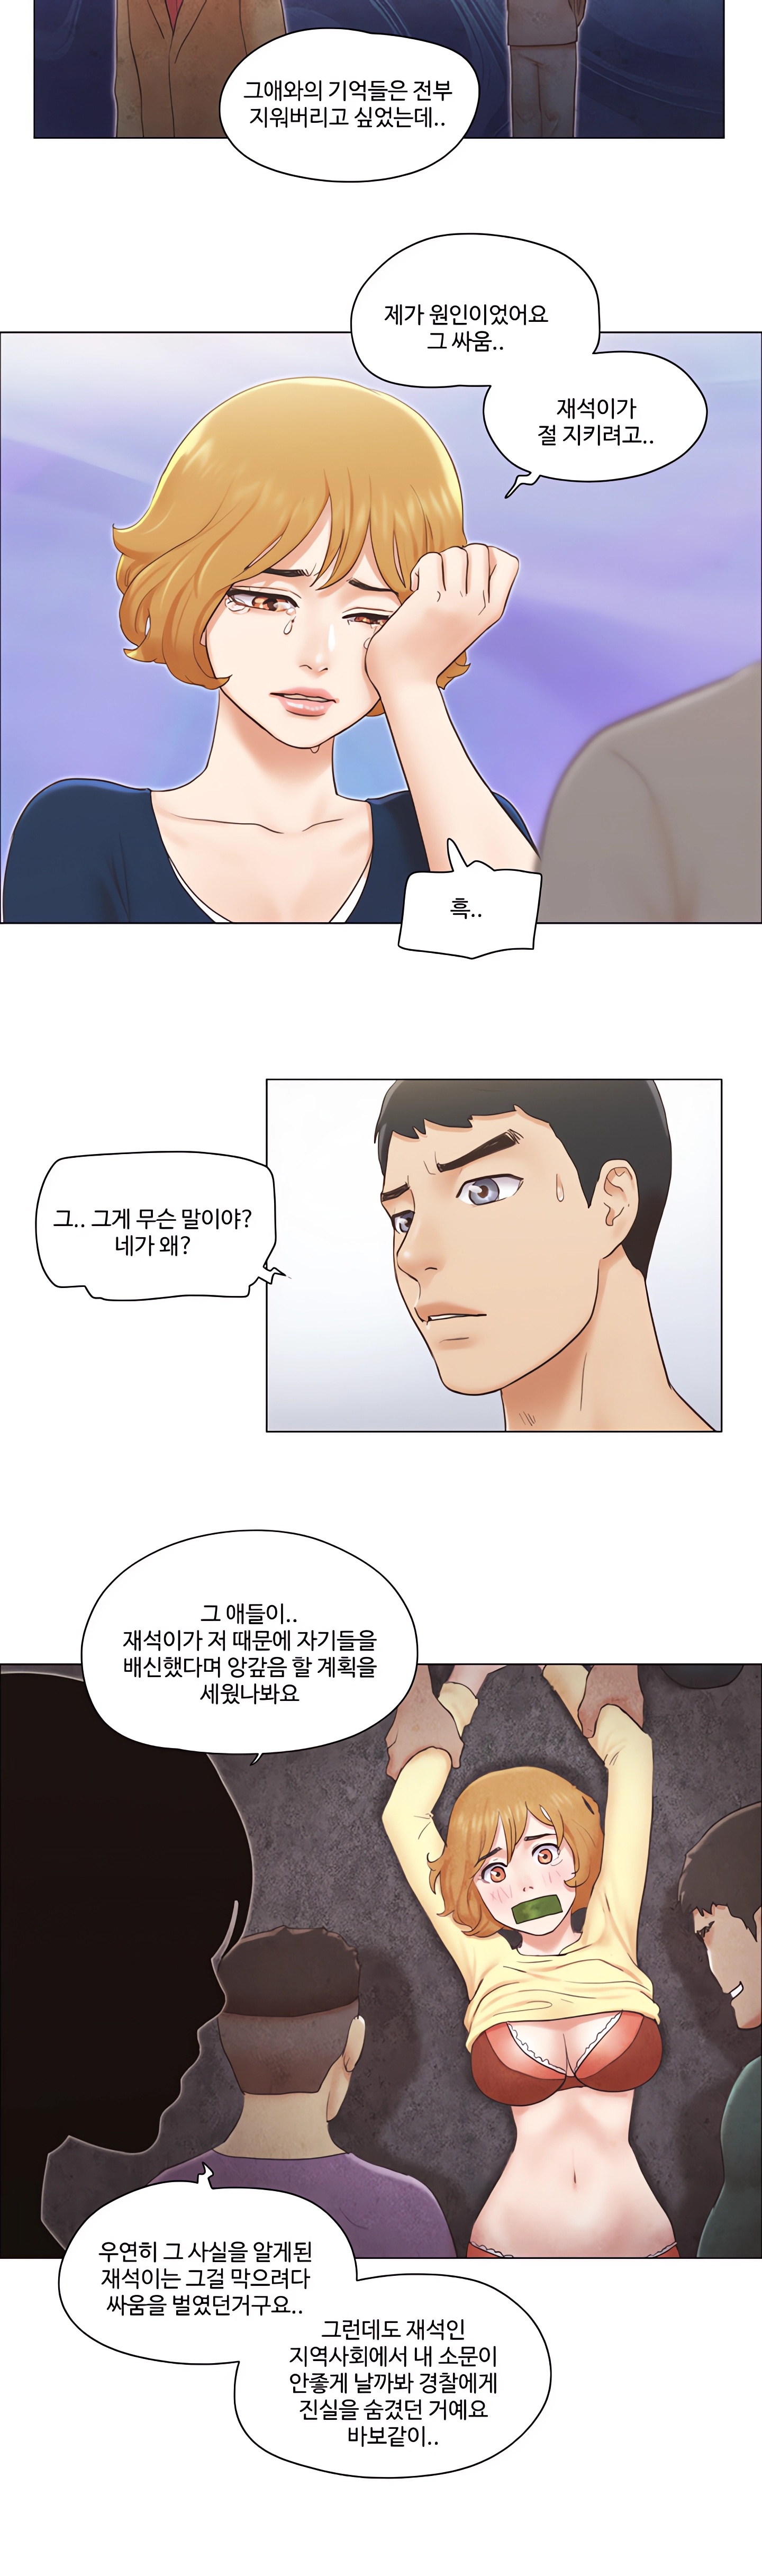 그애와의 기억들은 전부
지워버리고 싶었는데..
제가 원인이었어요
그 싸움..
재석이가
절 지키려고..
흑..
그.. 그게 무슨 말이야?
네가 왜?
그 애들이..
재석이가 저 때문에 자기들을
배신했다며 앙갚음 할 계획을
세웠나봐요
우연히 그 사실을 알게된
재석이는 그걸 막으려다
싸움을 벌였던거구요..
그런데도 재석인
지역사회에서 내 소문이
안좋게 날까봐 경찰에게
진실을 숨겼던 거예요
바보같이..